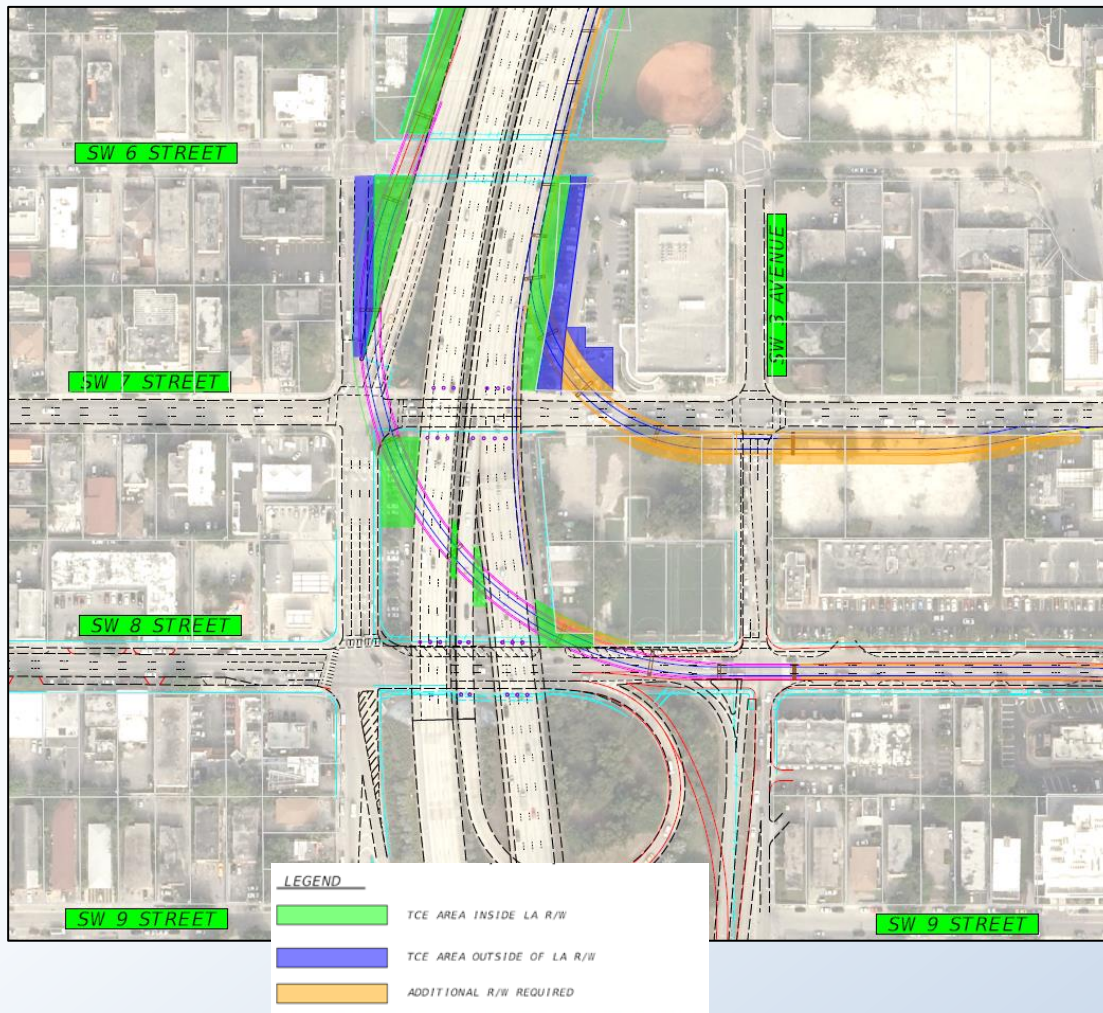 SW 6 STREET
SW 3 AVENUE
SW 7 STREET
SW 8 STREET
SW 9 STREET
SW 9 STREET
LEGEND
TCE AREA INSIDE LA R/W
TCE AREA OUTSIDE OF LA R/W
ADDITIONAL R/W REQUIRED